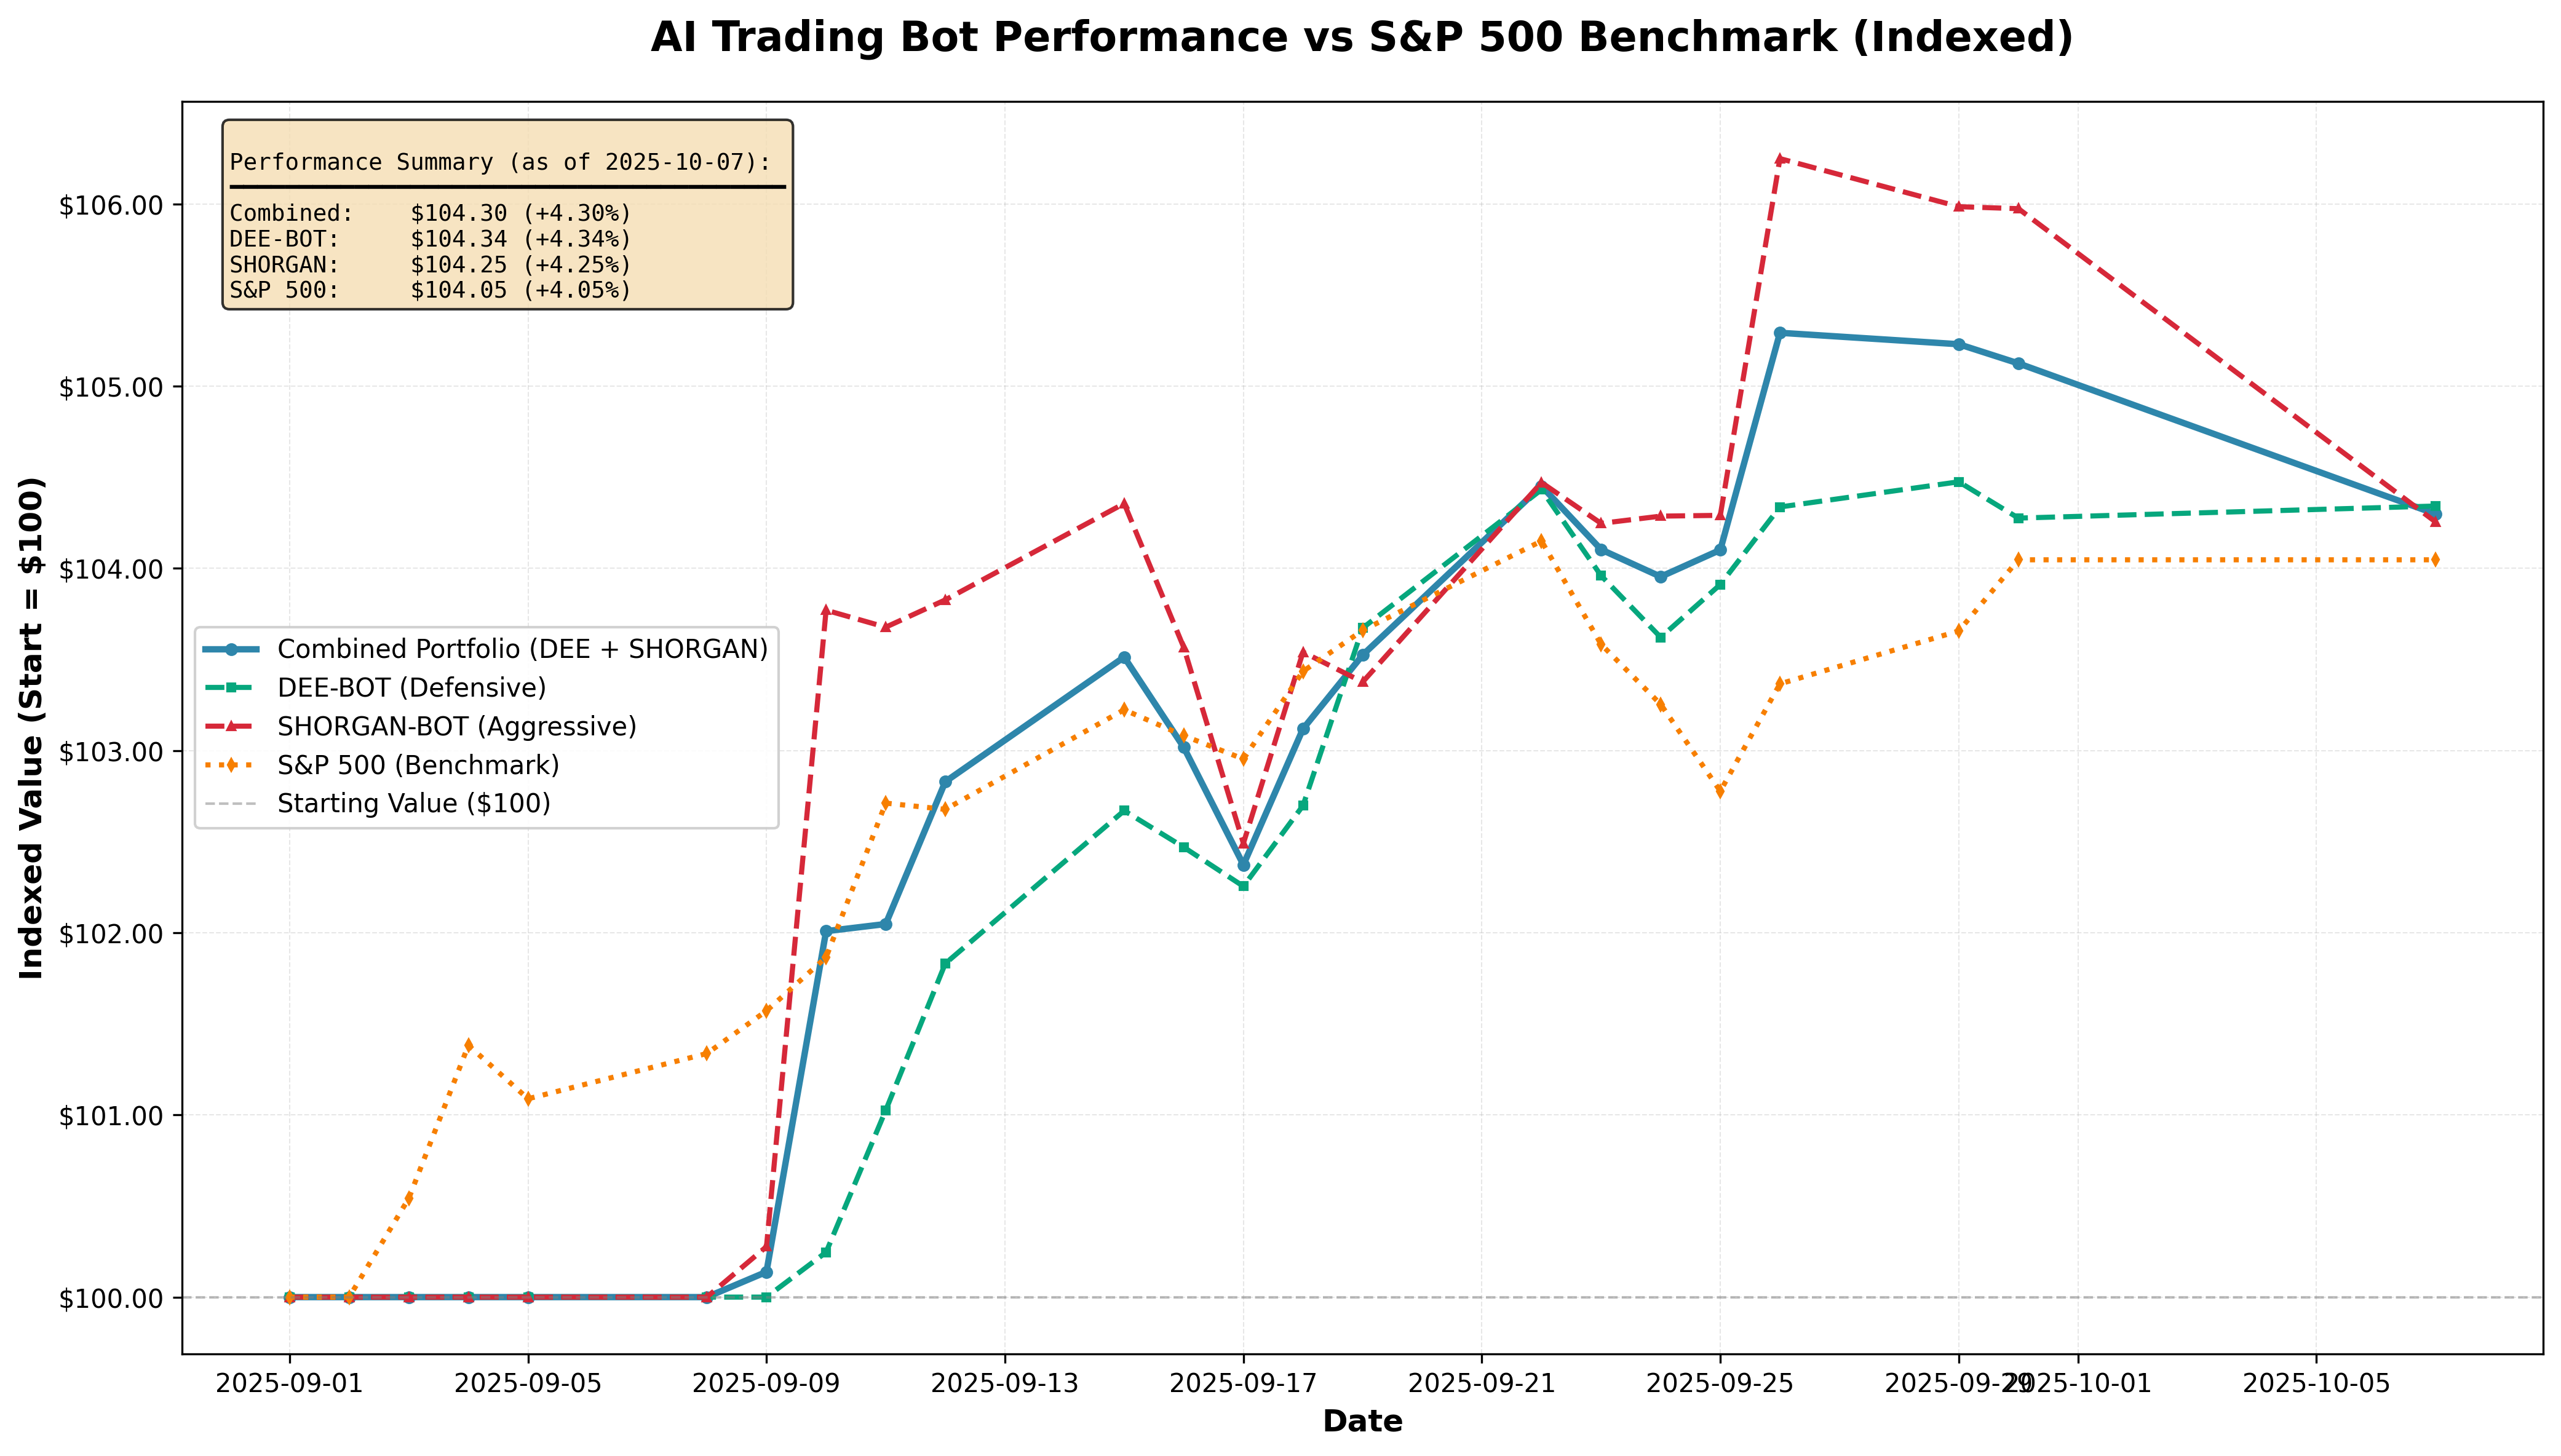 AI Trading Bot Performance vs S&P 500 Benchmark (Indexed)
Performance Summary (as of 2025-10-07):
Combined: $104.30 (+4.30%)
DEE-BOT: $104.34 (+4.34%)
SHORGAN: $104.25 (+4.25%)
S&P 500: $104.05 (+4.05%)
$106.00
$105.00
$104.00
$103.00
$102.00
$101.00
$100.00
Indexed Value (Start = $100)
Combined Portfolio (DEE + SHORGAN)
DEE-BOT (Defensive)
SHORGAN-BOT (Aggressive)
S&P 500 (Benchmark)
Starting Value ($100)
2025-09-01 2025-09-05 2025-09-09 2025-09-13 2025-09-17 2025-09-21 2025-09-25 2025-09-29 2025-10-01 2025-10-05
Date